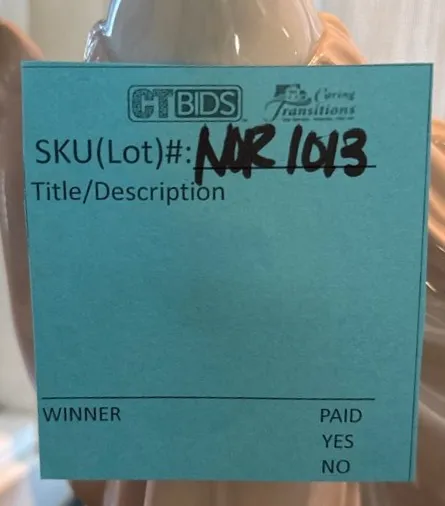 CTBIDS Caring Transitions
SKU(Lot)#: NOR 1013
Title/Description
WINNER PAID
YES
NO